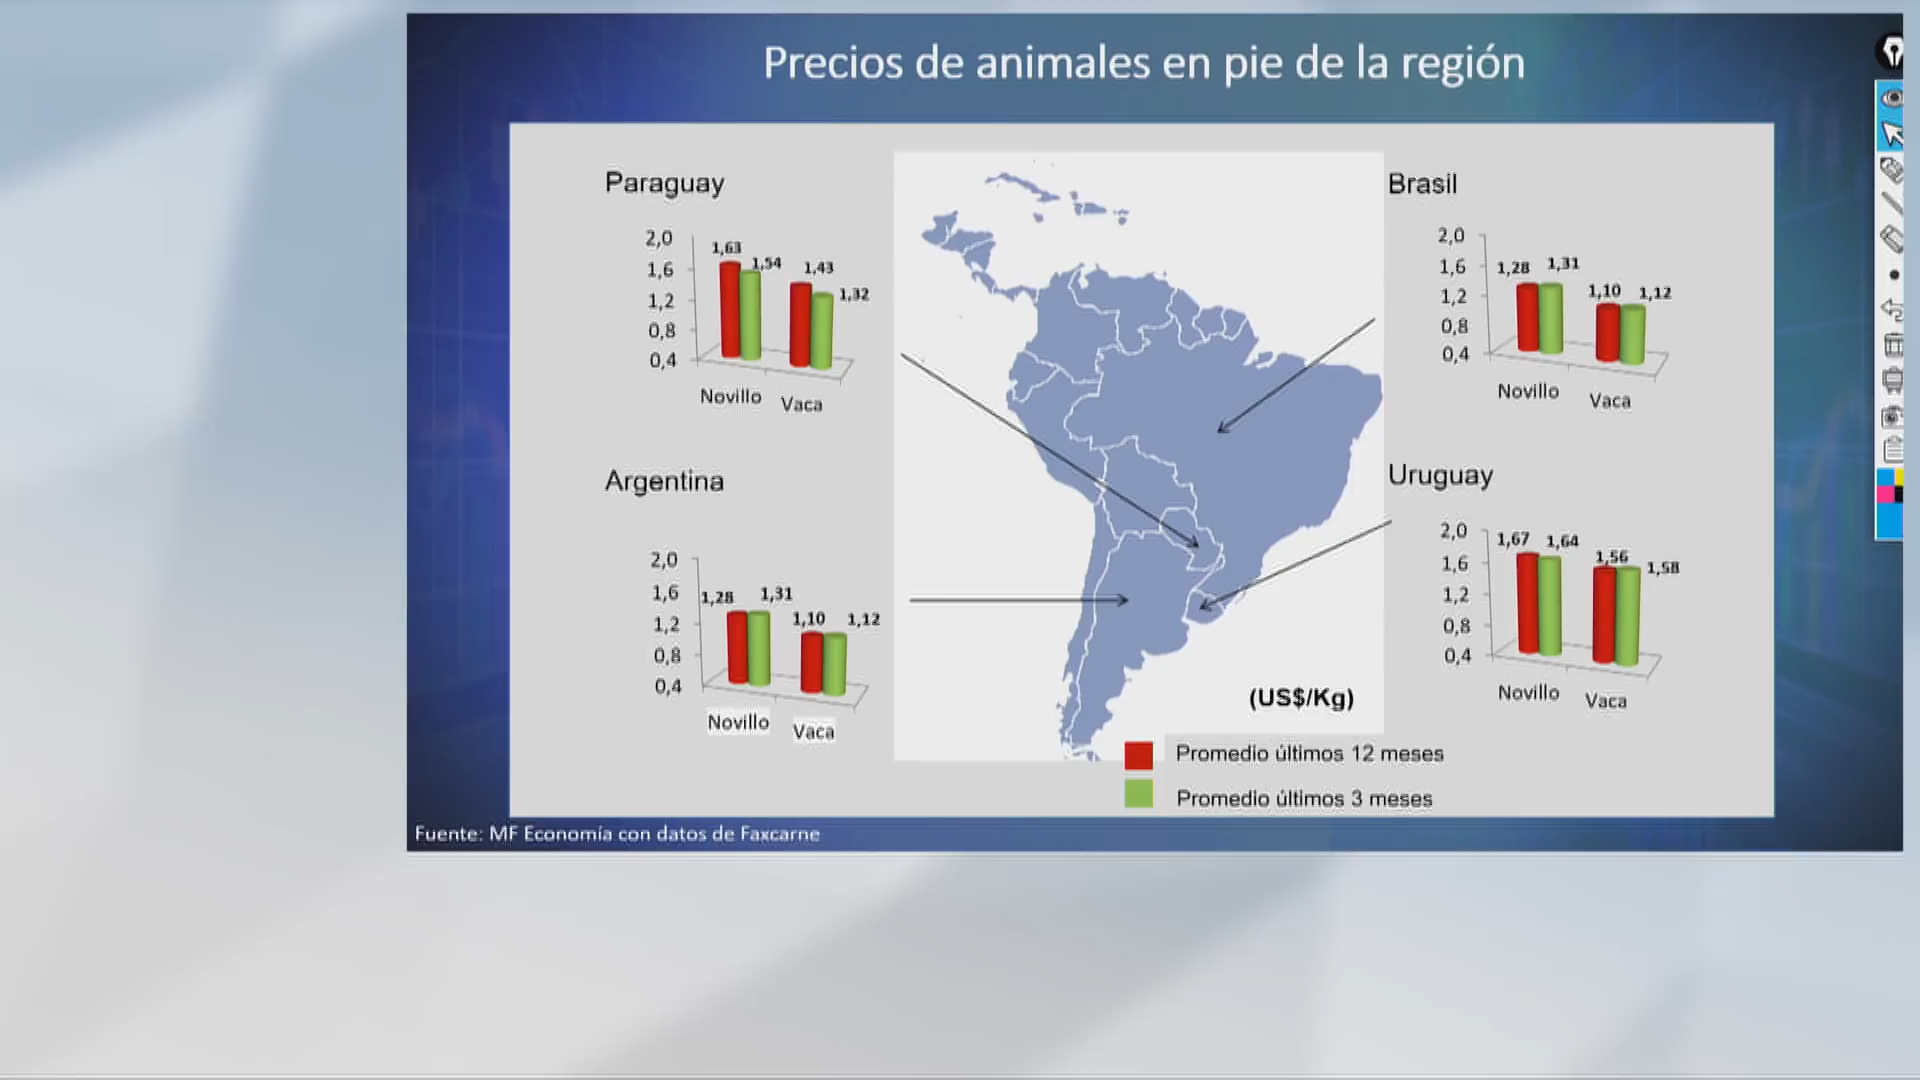 Precios de animales en pie de la región
Paraguay
2,0
1,6
1,2
0,8
0,4
1,63
1,54
1,43
1,32
Novillo
Vaca
Brasil
2,0
1,6
1,2
0,8
0,4
1,28
1,31
1,10
1,12
Novillo
Vaca
Argentina
2,0
1,6
1,2
0,8
0,4
1,28
1,31
1,10
1,12
Novillo
Vaca
Uruguay
2,0
1,6
1,2
0,8
0,4
1,67
1,64
1,56
1,58
Novillo
Vaca
(US$/Kg)
Promedio últimos 12 meses
Promedio últimos 3 meses
Fuente: MF Economía con datos de Faxcarne